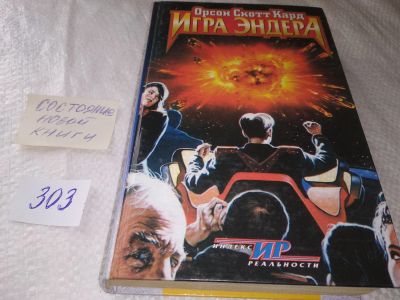 Орсон Скотт Кард
ИГРА ЭНДЕРА
СОСТОЯНИЕ
НОВОЙ
КНИГИ
303
ИНДЕКС
ИР
РЕАЛЬНОСТИ